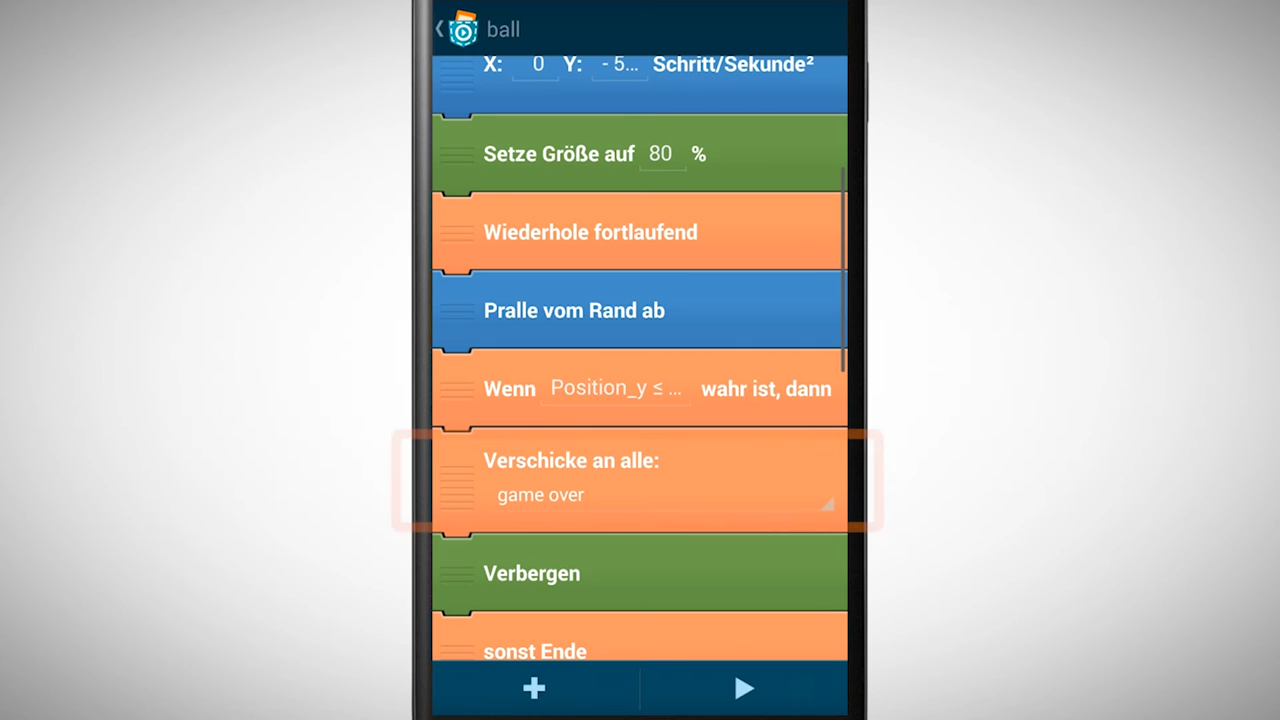 ball
X: 0 Y: - 5... Schritt/Sekunde²
Setze Größe auf 80 %
Wiederhole fortlaufend
Pralle vom Rand ab
Wenn Position_y ≤ ... wahr ist, dann
Verschicke an alle:
game over
Verbergen
sonst Ende